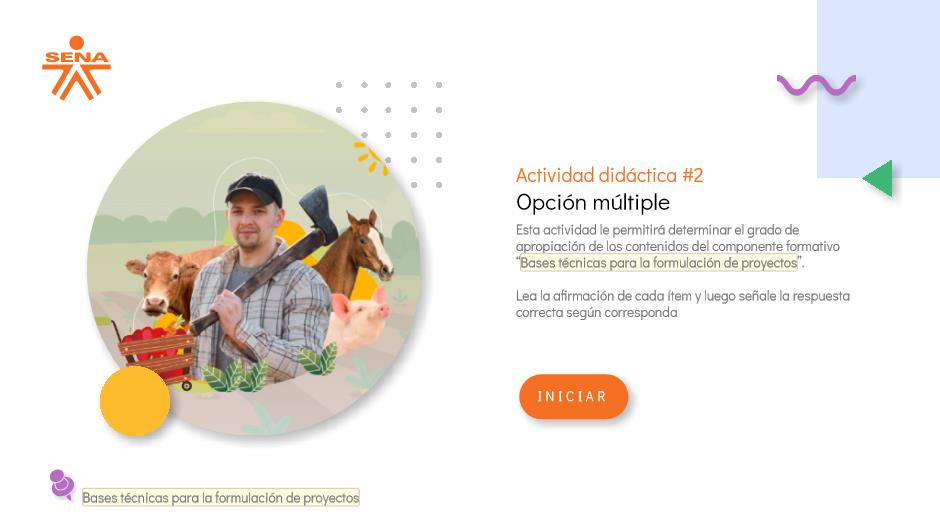 SENA
Actividad didáctica #2
Opción múltiple
Esta actividad le permitirá determinar el grado de
apropiación de los contenidos del componente formativo
“Bases técnicas para la formulación de proyectos”.
Lea la afirmación de cada ítem y luego señale la respuesta
correcta según corresponda
INICIAR
Bases técnicas para la formulación de proyectos